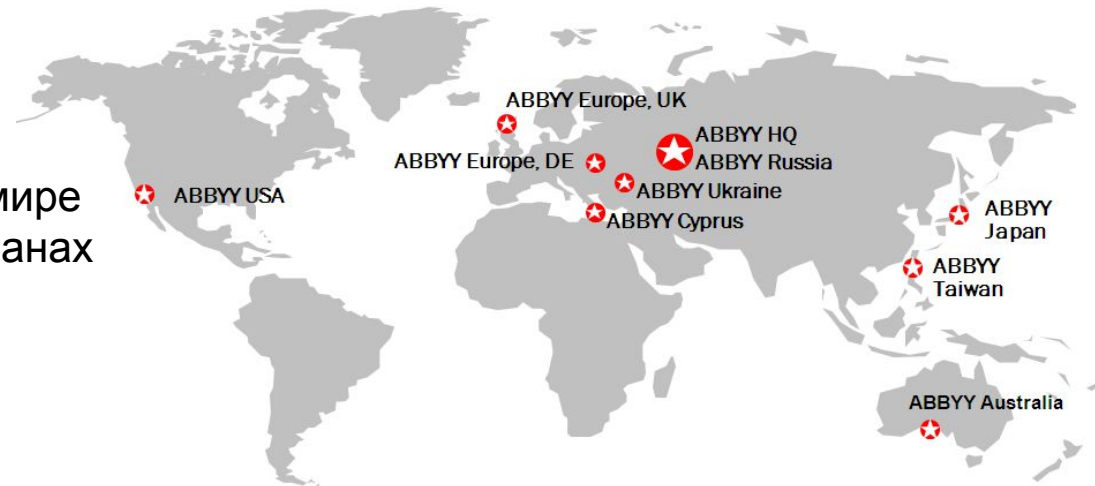 ABBYY Europe, UK
ABBYY HQ
ABBYY Europe, DE
ABBYY Russia
ABBYY USA
ABBYY Ukraine
мире
ABBYY Cyprus
ABBYY
Japan
анах
ABBYY
Taiwan
ABBYY Australia